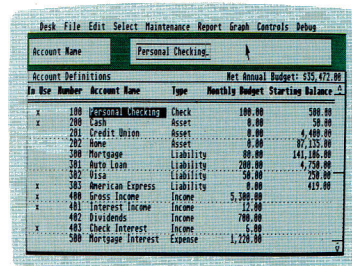 Desk File Edit Select Maintenance Report Graph Controls Debug
Account Name Personal Checking_
Account Definitions Net Annual Budget: $35,472.00
In Use Number Account Name Type Monthly Budget Starting Balance
x 100 Personal Checking Check 100.00 500.00
x 200 Cash Asset 0.00 50.00
201 Credit Union Asset 0.00 4,400.00
202 Home Asset 0.00 87,135.00
300 Mortgage Liability 80.00 141,106.00
301 Auto Loan Liability 200.00 4,750.00
302 Visa Liability 50.00 250.00
x 303 American Express Liability 0.00 419.00
x 400 Gross Income Income 5,300.00
x 401 Interest Income Income 12.00
402 Dividends Income 700.00
x 403 Check Interest Income 6.00
500 Mortgage Interest Expense 1,220.00